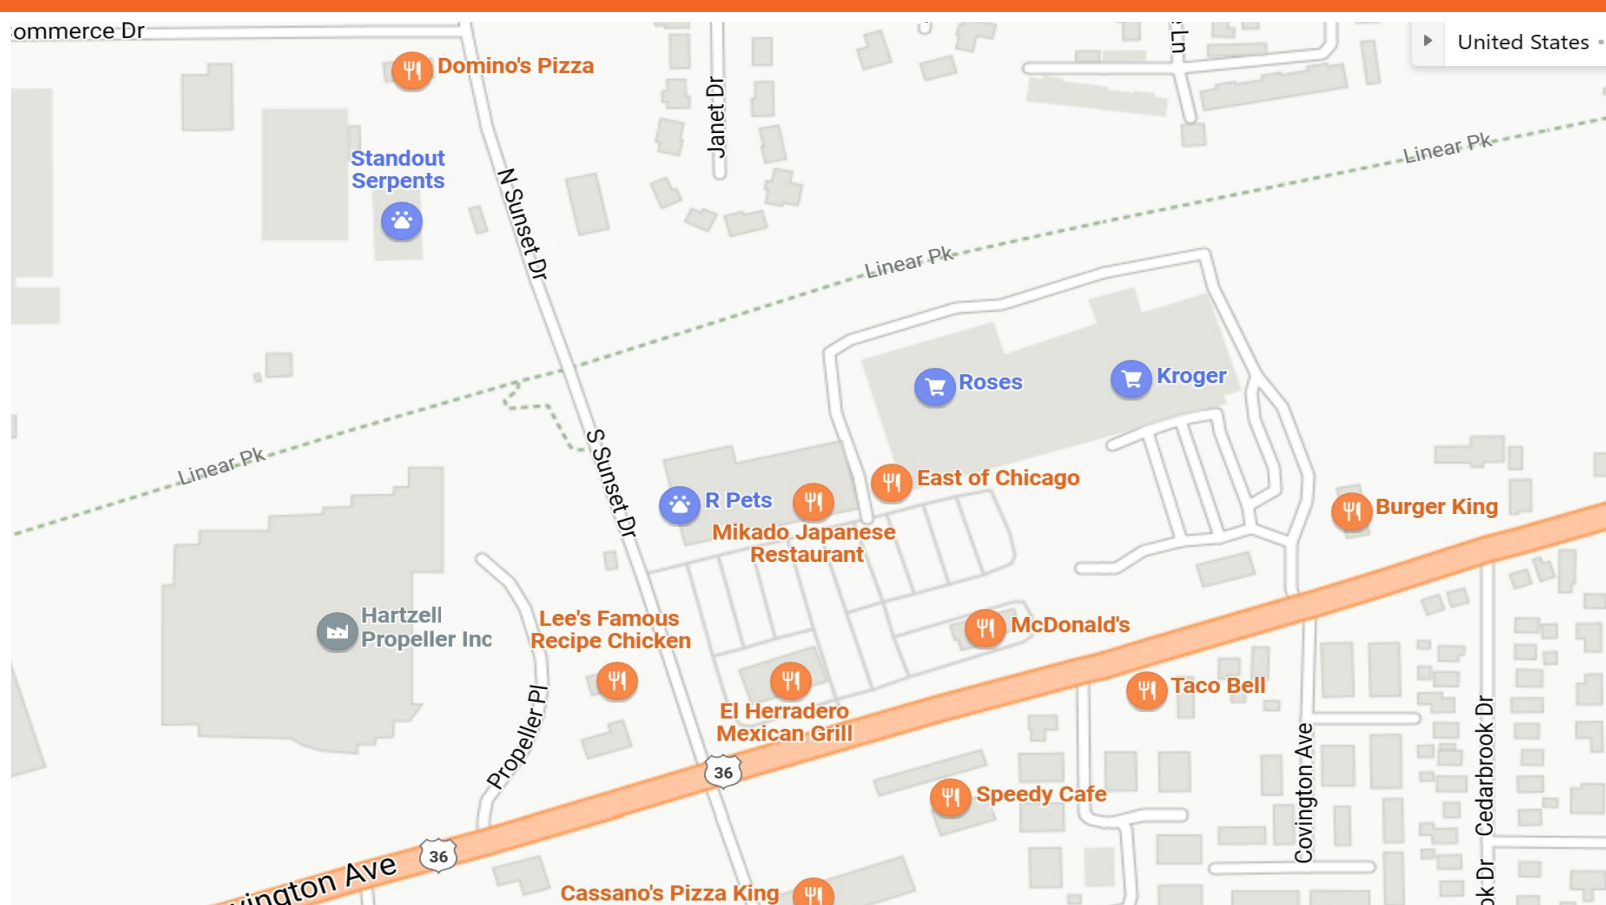 ommerce Dr
Domino's Pizza
Janet Dr
s Ln
United States
Linear Pk
Standout
Serpents
N Sunset Dr
Linear Pk
Roses
Kroger
Linear Pk
S Sunset Dr
East of Chicago
R Pets
Mikado Japanese
Restaurant
Burger King
Hartzell
Propeller Inc
Lee's Famous
Recipe Chicken
McDonald's
Taco Bell
El Herradero
Mexican Grill
Propeller Pl
36
Speedy Cafe
Covington Ave
Cedarbrook Dr
36
vington Ave
Cassano's Pizza King
ok Dr